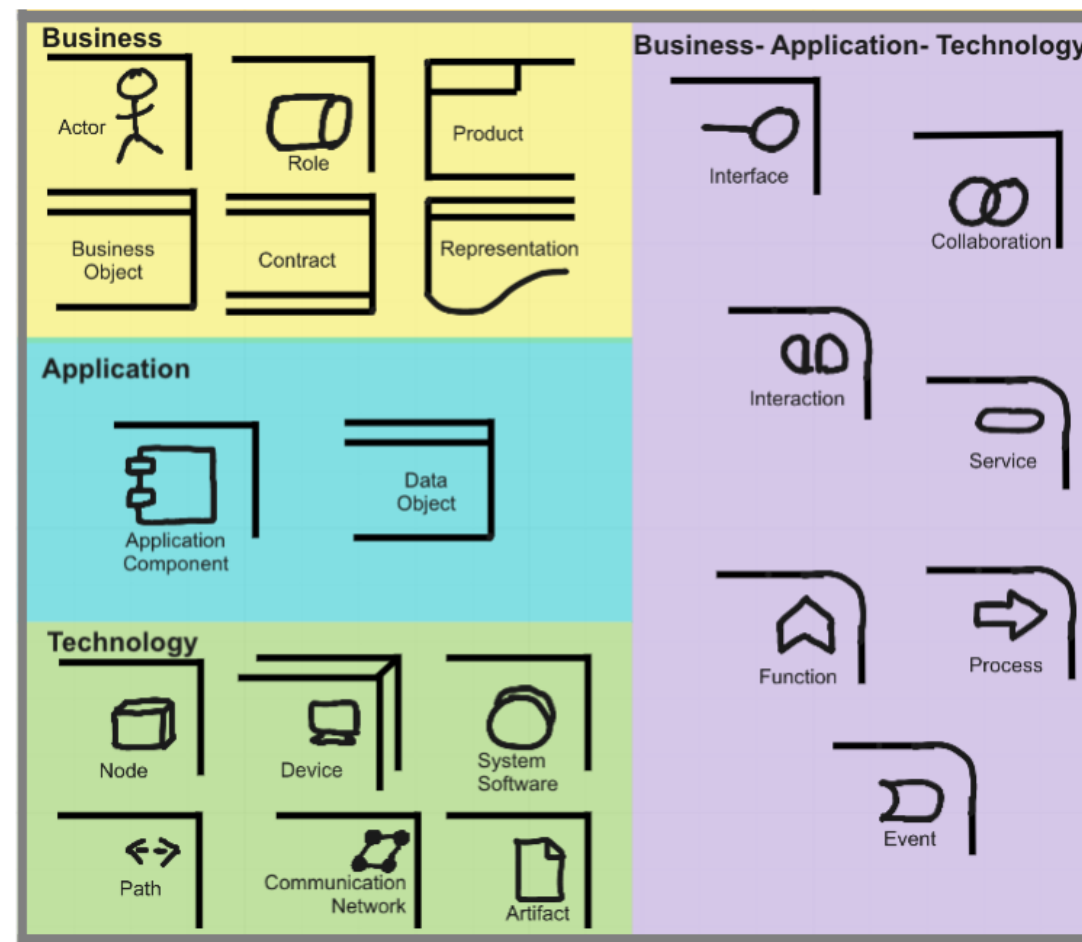 Business
Actor
Role
Product
Business
Object
Contract
Representation
Application
Application
Component
Data
Object
Technology
Node
Device
System
Software
Path
Communication
Network
Artifact
Business- Application- Technology
Interface
Collaboration
Interaction
Service
Function
Process
Event